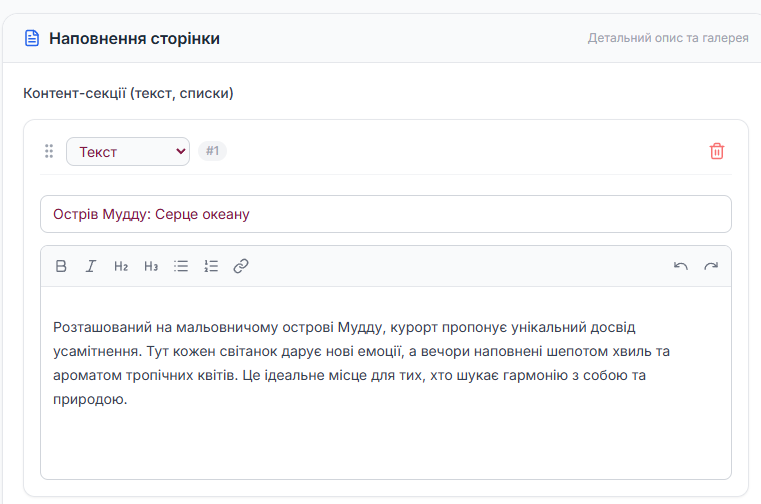 Наповнення сторінки
Детальний опис та галерея
Контент-секції (текст, списки)
Текст
#1
Острів Мудду: Серце океану
B I H2 H3
Розташований на мальовничому острові Мудду, курорт пропонує унікальний досвід
усамітнення. Тут кожен світанок дарує нові емоції, а вечори наповнені шепотом хвиль та
ароматом тропічних квітів. Це ідеальне місце для тих, хто шукає гармонію з собою та
природою.